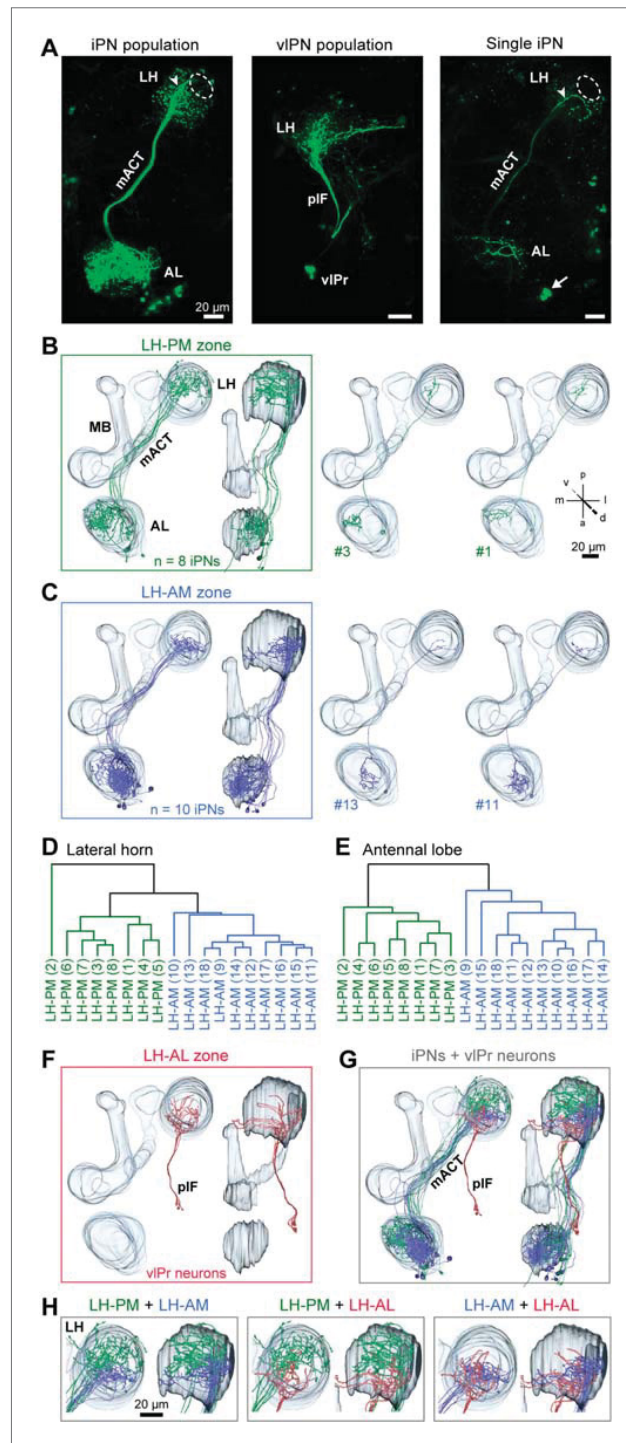 A
iPN population
vlPN population
Single iPN
LH
mACT
AL
20 µm
LH
plF
vlPr
LH
mACT
AL
B
LH-PM zone
MB
mACT
LH
AL
n = 8 iPNs
#3
#1
p
v
m
l
d
a
20 µm
C
LH-AM zone
n = 10 iPNs
#13
#11
D
Lateral horn
LH-PM (2)
LH-PM (6)
LH-PM (7)
LH-PM (3)
LH-PM (8)
LH-PM (1)
LH-PM (4)
LH-PM (5)
LH-AM (10)
LH-AM (13)
LH-AM (18)
LH-AM (9)
LH-AM (14)
LH-AM (12)
LH-AM (17)
LH-AM (16)
LH-AM (15)
LH-AM (11)
E
Antennal lobe
LH-PM (2)
LH-PM (4)
LH-PM (6)
LH-PM (5)
LH-PM (8)
LH-PM (1)
LH-PM (7)
LH-PM (3)
LH-AM (9)
LH-AM (15)
LH-AM (18)
LH-AM (11)
LH-AM (12)
LH-AM (13)
LH-AM (10)
LH-AM (16)
LH-AM (17)
LH-AM (14)
F
LH-AL zone
plF
vlPr neurons
G
iPNs + vlPr neurons
mACT
plF
H
LH-PM + LH-AM
LH-PM + LH-AL
LH-AM + LH-AL
LH
20 µm